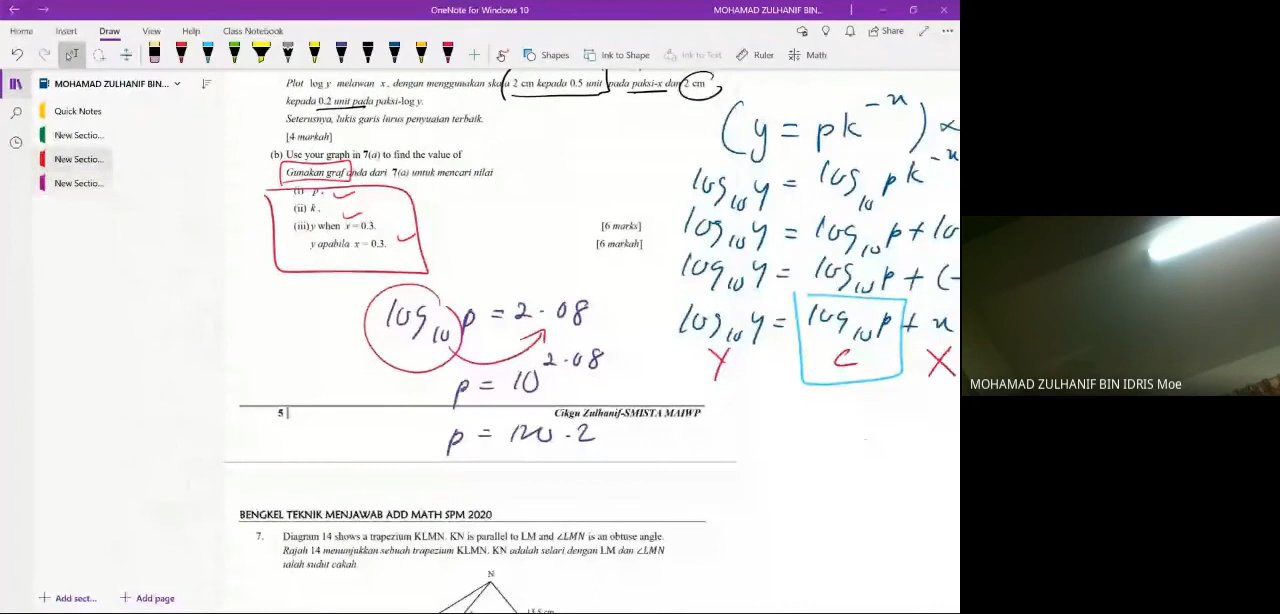 OneNote for Windows 10
MOHAMAD ZULHANIF BIN IDRIS
Home Insert Draw View Help Class Notebook
Share
Shapes Ink to Shape Ink to Text Ruler Math
MOHAMAD ZULHANIF BIN...
Quick Notes
New Sectio...
New Sectio...
New Sectio...
Add sect... Add page
Plot log y melawan x, dengan menggunakan skala 2 cm kepada 0.5 unit pada paksi-x dan 2 cm
kepada 0.2 unit pada paksi-log y.
Seterusnya, lukis garis lurus penyuaian terbaik.
[4 markah]
(b) Use your graph in 7(a) to find the value of
Gunakan graf anda dari 7(a) untuk mencari nilai
(i) p,
(ii) k,
(iii) y when x = 0.3. [6 marks]
y apabila x = 0.3. [6 markah]
log10 p = 2.08
p = 10^2.08
p = 120.2
(y = pk^-x)
log10 y = log10 pk^-x
log10 y = log10 p + lo
log10 y = log10 p + (-
log10 y = log10 p + x
Y C X
5| Cikgu Zulhanif-SMISTA MAIWP
BENGKEL TEKNIK MENJAWAB ADD MATH SPM 2020
7. Diagram 14 shows a trapezium KLMN. KN is parallel to LM and ∠LMN is an obtuse angle.
Rajah 14 menunjukkan sebuah trapezium KLMN. KN adalah selari dengan LM dan ∠LMN
ialah sudut cakah.
N
MOHAMAD ZULHANIF BIN IDRIS Moe